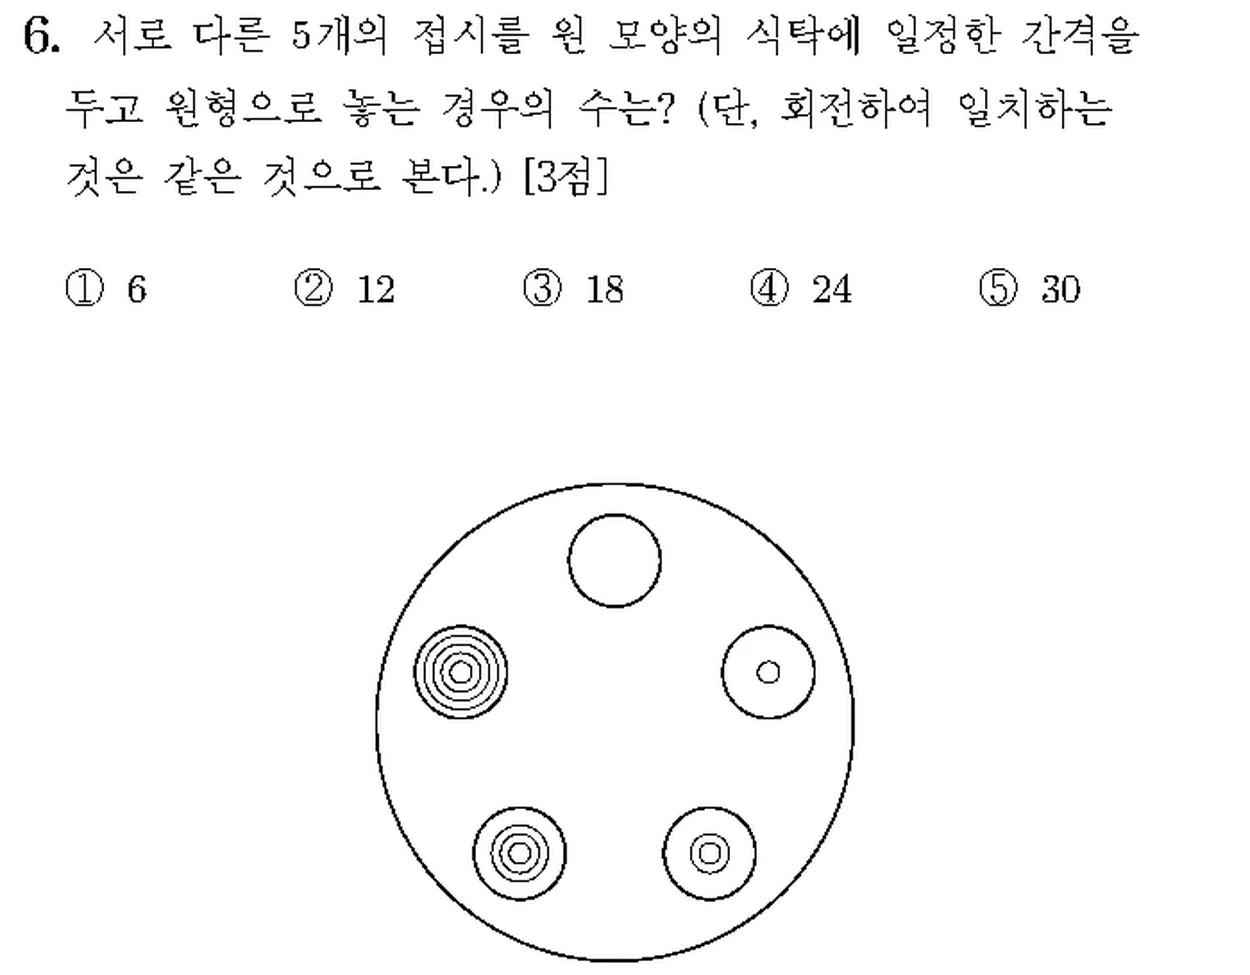 6. 서로 다른 5개의 접시를 원 모양의 식탁에 일정한 간격을
두고 원형으로 놓는 경우의 수는? (단, 회전하여 일치하는
것은 같은 것으로 본다.) [3점]
① 6 ② 12 ③ 18 ④ 24 ⑤ 30